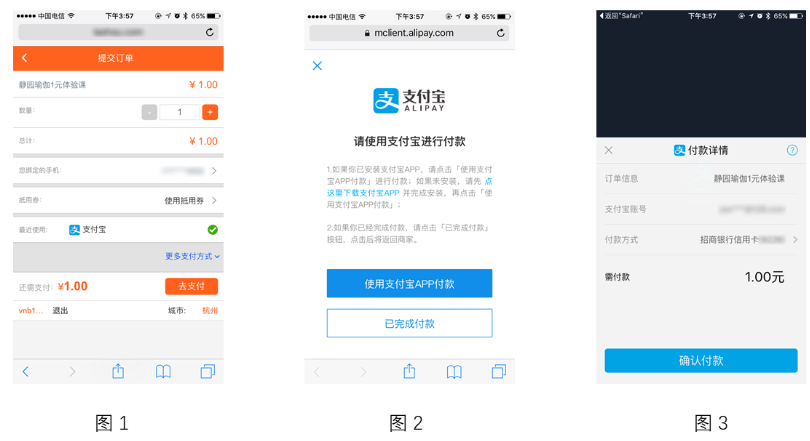 中国电信
下午3:57
65%
提交订单
静园瑜伽1元体验课
¥ 1.00
数量:
-
1
+
总计:
¥ 1.00
您绑定的手机:
抵用券:
使用抵用券
最近使用:
支 支付宝
更多支付方式
还需支付: ¥1.00
去支付
vnb1...
退出
城市:
杭州
图 1
中国电信
下午3:57
65%
mclient.alipay.com
支 支付宝
ALIPAY
请使用支付宝进行付款
1.如果你已安装支付宝APP，请点击「使用支
付宝APP付款」进行付款；如果未安装，请先 点
这里下载支付宝APP 并完成安装，再点击「使
用支付宝APP付款」；
2.如果你已经完成付款，请点击「已完成付款」
按钮，点击后将返回商家。
使用支付宝APP付款
已完成付款
图 2
返回"Safari"
下午3:57
65%
支 付款详情
?
订单信息
静园瑜伽1元体验课
支付宝账号
付款方式
招商银行信用卡
需付款
1.00元
确认付款
图 3